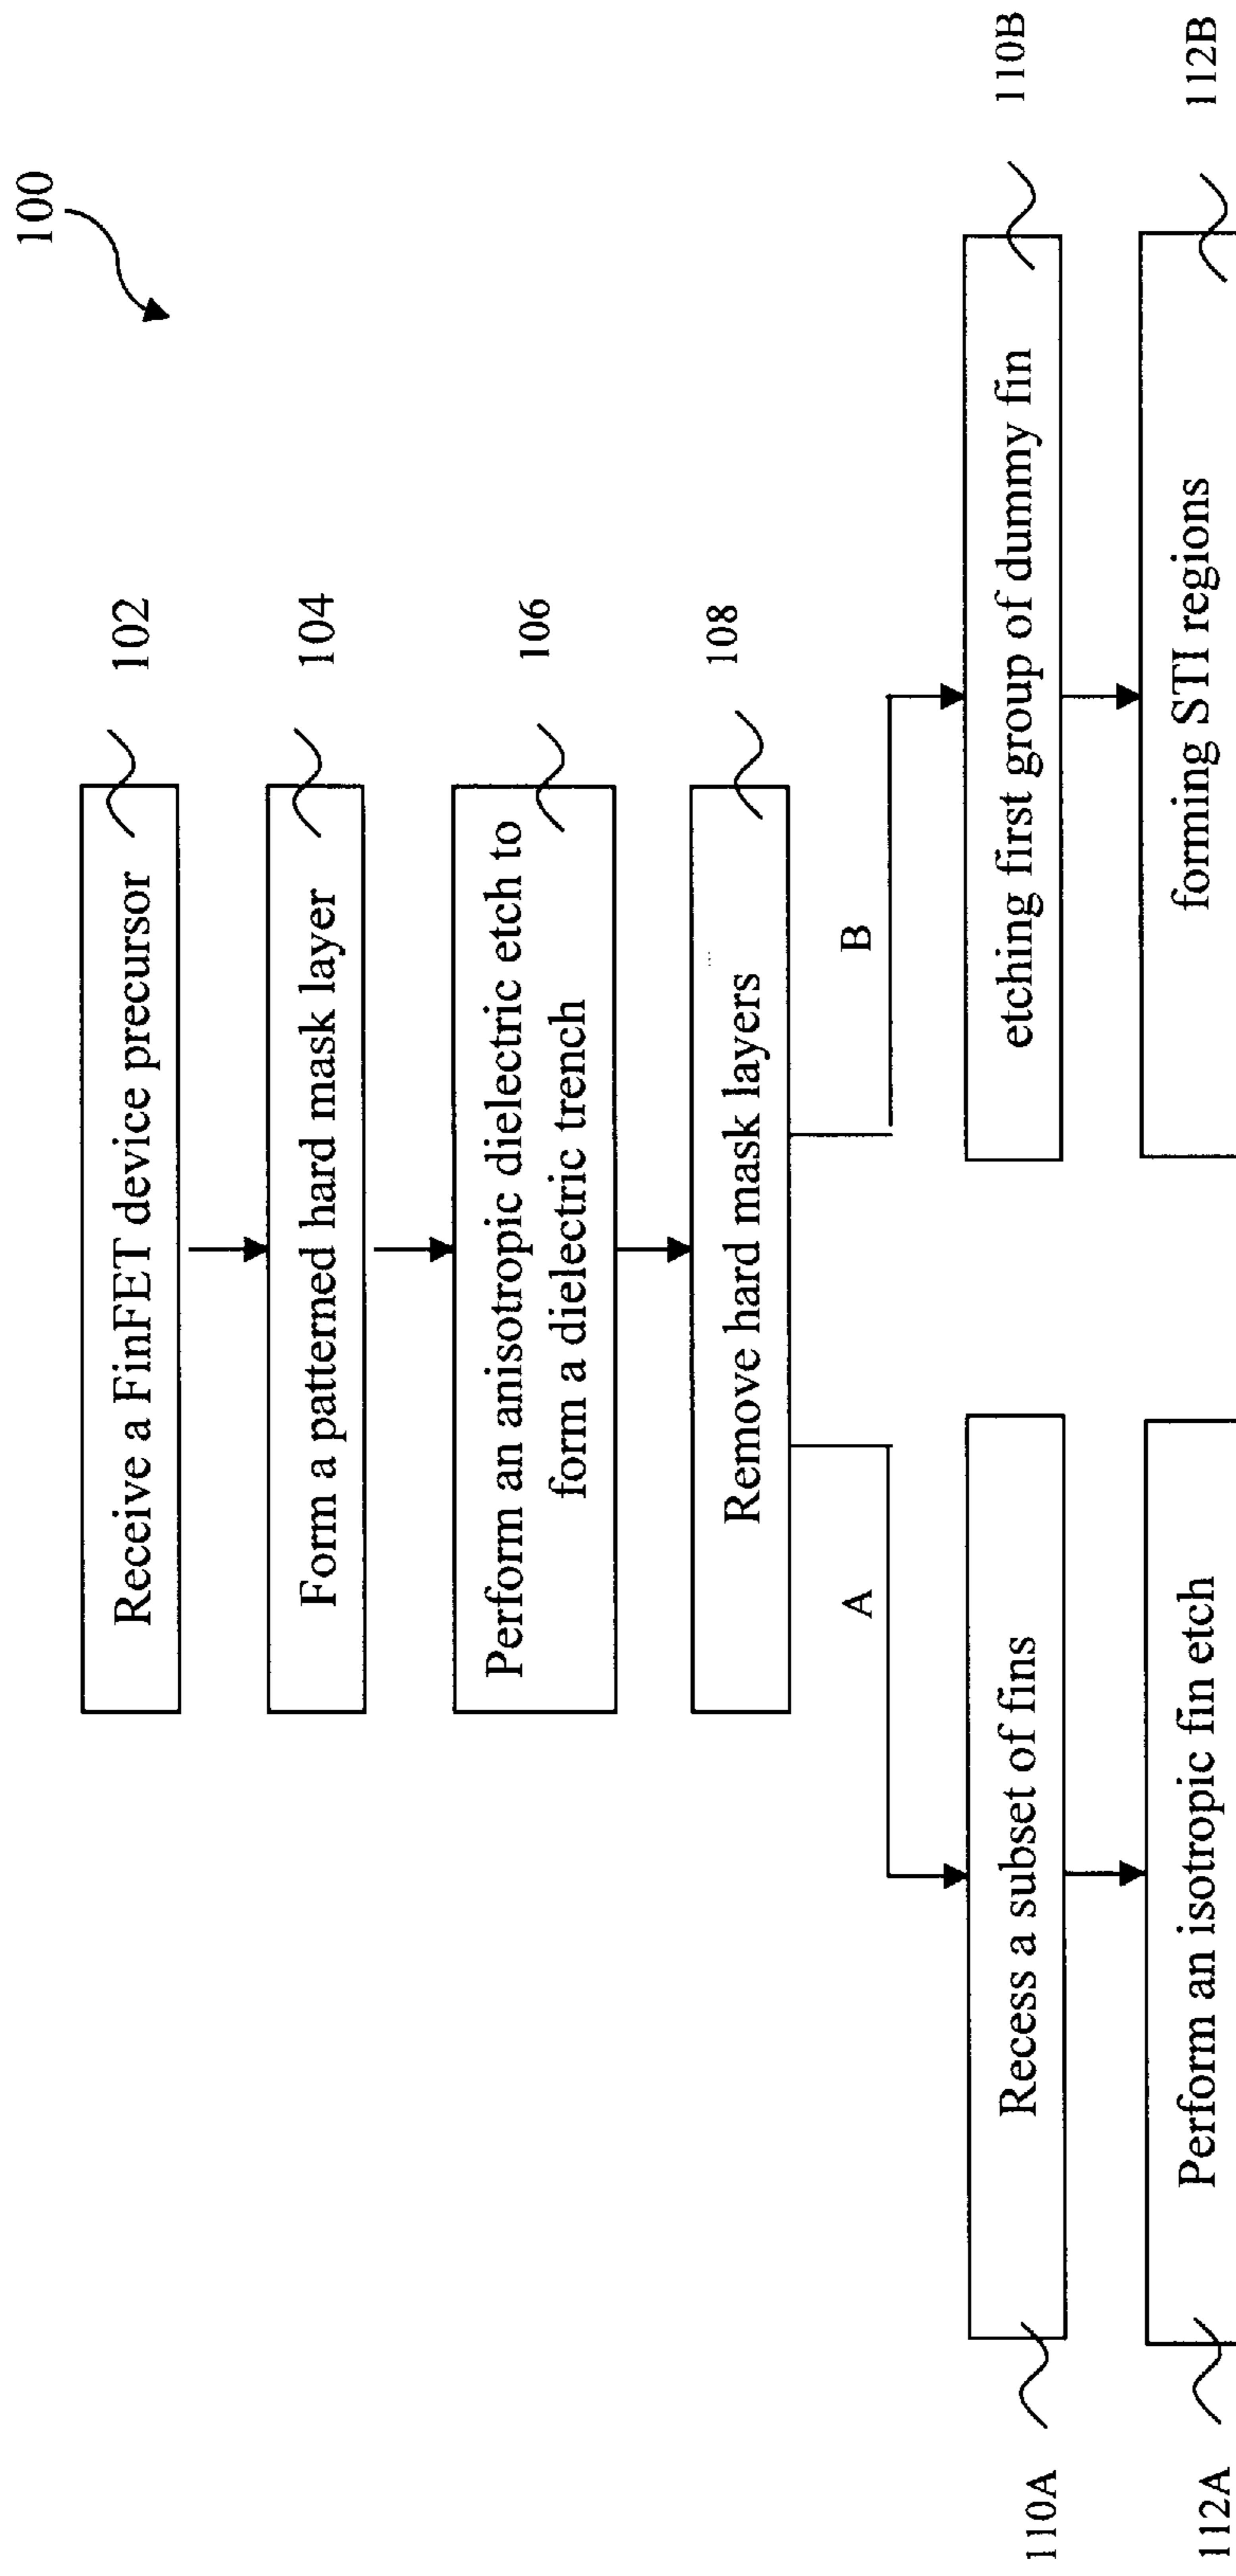 100
Receive a FinFET device precursor
102
Form a patterned hard mask layer
104
Perform an anisotropic dielectric etch to
form a dielectric trench
106
Remove hard mask layers
108
A
B
110A
Recess a subset of fins
etching first group of dummy fin
110B
112A
Perform an isotropic fin etch
forming STI regions
112B